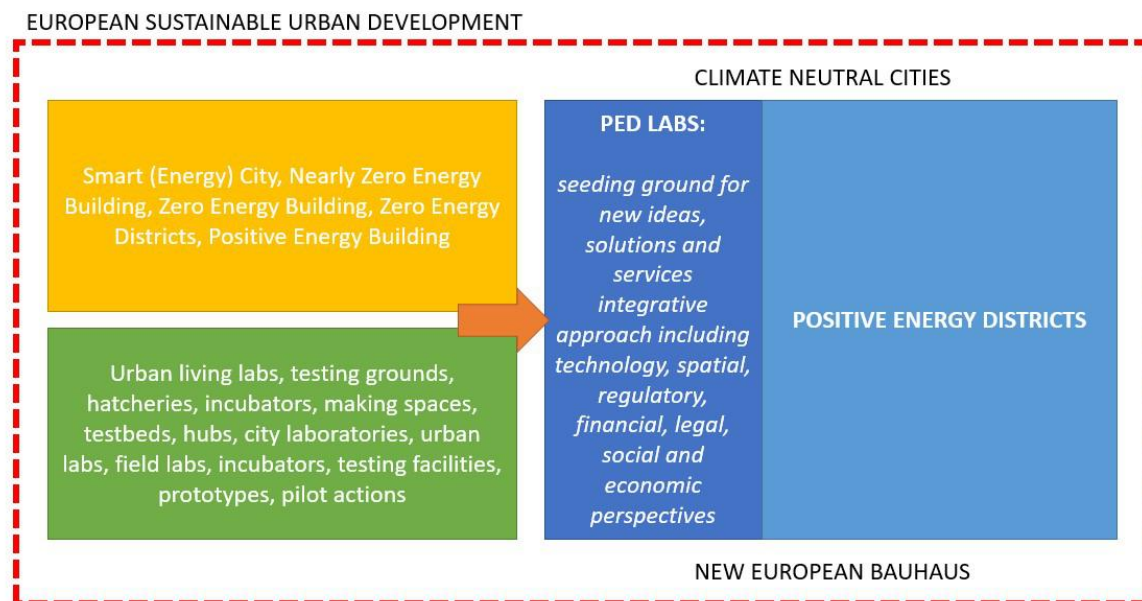 EUROPEAN SUSTAINABLE URBAN DEVELOPMENT
CLIMATE NEUTRAL CITIES
Smart (Energy) City, Nearly Zero Energy
Building, Zero Energy Building, Zero Energy
Districts, Positive Energy Building
Urban living labs, testing grounds,
hatcheries, incubators, making spaces,
testbeds, hubs, city laboratories, urban
labs, field labs, incubators, testing facilities,
prototypes, pilot actions
PED LABS:
seeding ground for
new ideas,
solutions and
services
integrative
approach including
technology, spatial,
regulatory,
financial, legal,
social and
economic
perspectives
POSITIVE ENERGY DISTRICTS
NEW EUROPEAN BAUHAUS